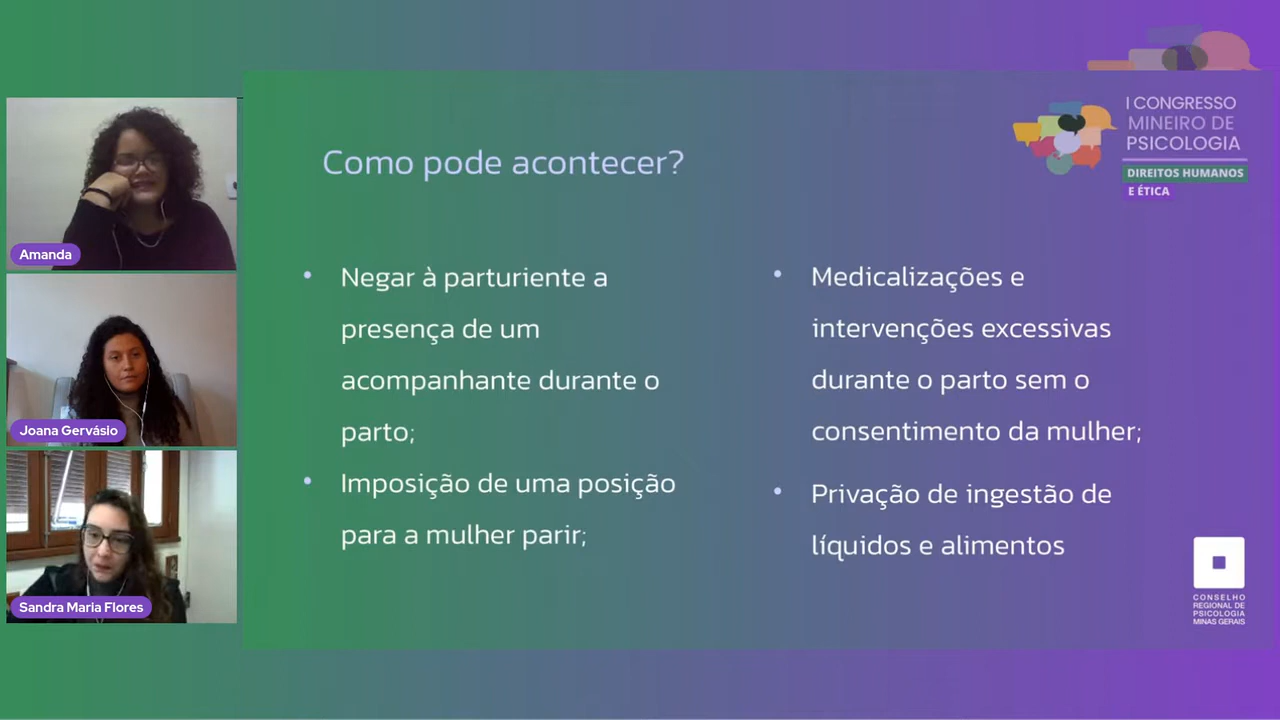 I CONGRESSO
MINEIRO DE
PSICOLOGIA
DIREITOS HUMANOS
E ÉTICA
Como pode acontecer?
Negar à parturiente a
presença de um
acompanhante durante o
parto;
Imposição de uma posição
para a mulher parir;
Medicalizações e
intervenções excessivas
durante o parto sem o
consentimento da mulher;
Privação de ingestão de
líquidos e alimentos
Amanda
Joana Gervásio
Sandra Maria Flores
CONSELHO
REGIONAL DE
PSICOLOGIA
MINAS GERAIS